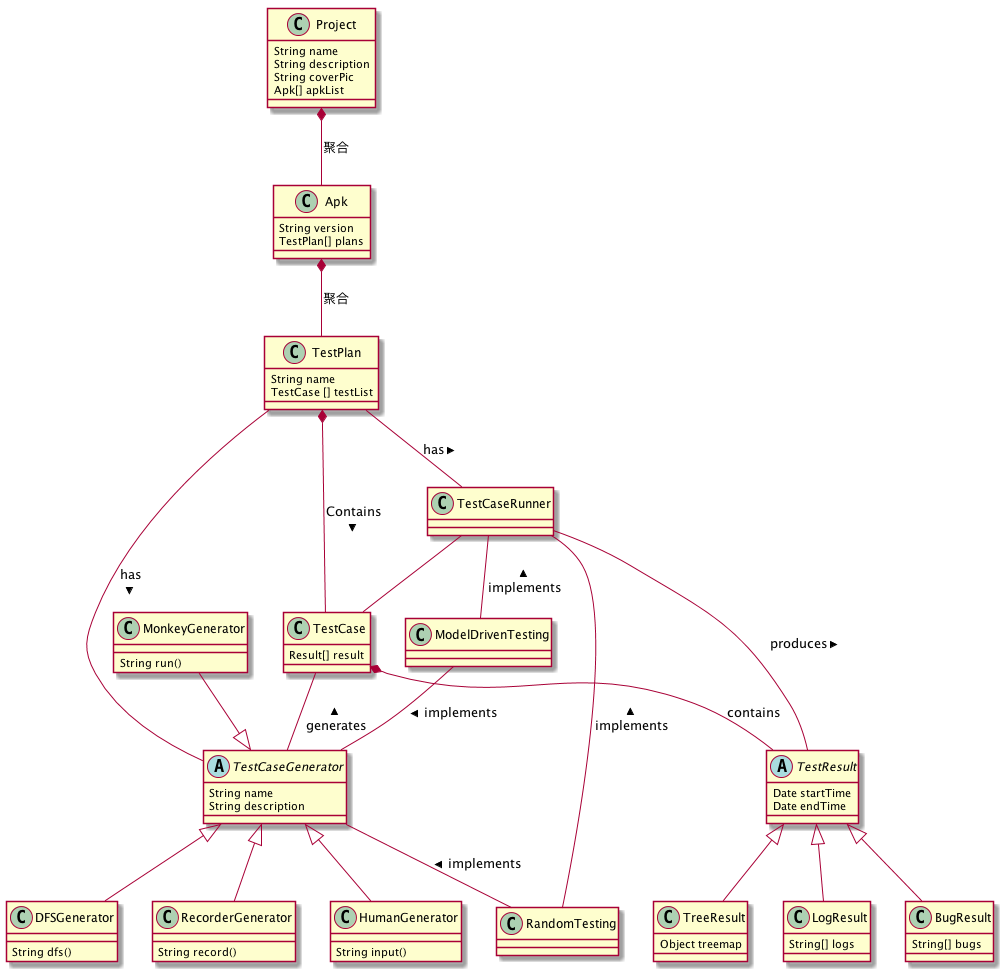 C Project
String name
String description
String coverPic
Apk[] apkList
聚合
C Apk
String version
TestPlan[] plans
聚合
C TestPlan
String name
TestCase [] testList
has ►
C TestCaseRunner
Contains
▼
has
▼
▲
implements
produces ►
C MonkeyGenerator
String run()
C TestCase
Result[] result
C ModelDrivenTesting
▲
generates
◄ implements
▲
implements
contains
A TestCaseGenerator
String name
String description
A TestResult
Date startTime
Date endTime
◄ implements
C DFSGenerator
String dfs()
C RecorderGenerator
String record()
C HumanGenerator
String input()
C RandomTesting
C TreeResult
Object treemap
C LogResult
String[] logs
C BugResult
String[] bugs